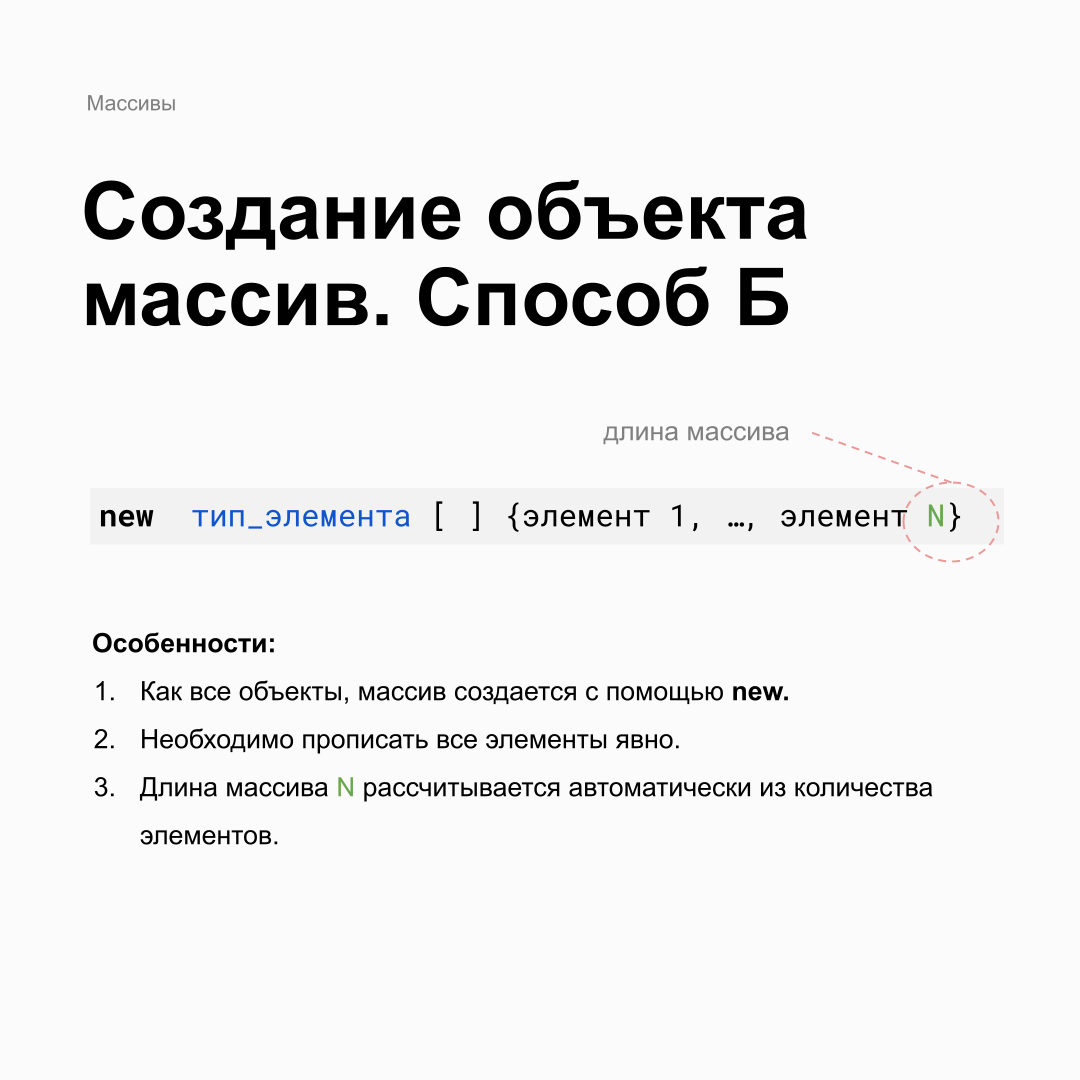 Массивы
Создание объекта
массив. Способ Б
длина массива
new тип_элемента [ ] {элемент 1, …, элемент N}
Особенности:
1. Как все объекты, массив создается с помощью new.
2. Необходимо прописать все элементы явно.
3. Длина массива N рассчитывается автоматически из количества
элементов.